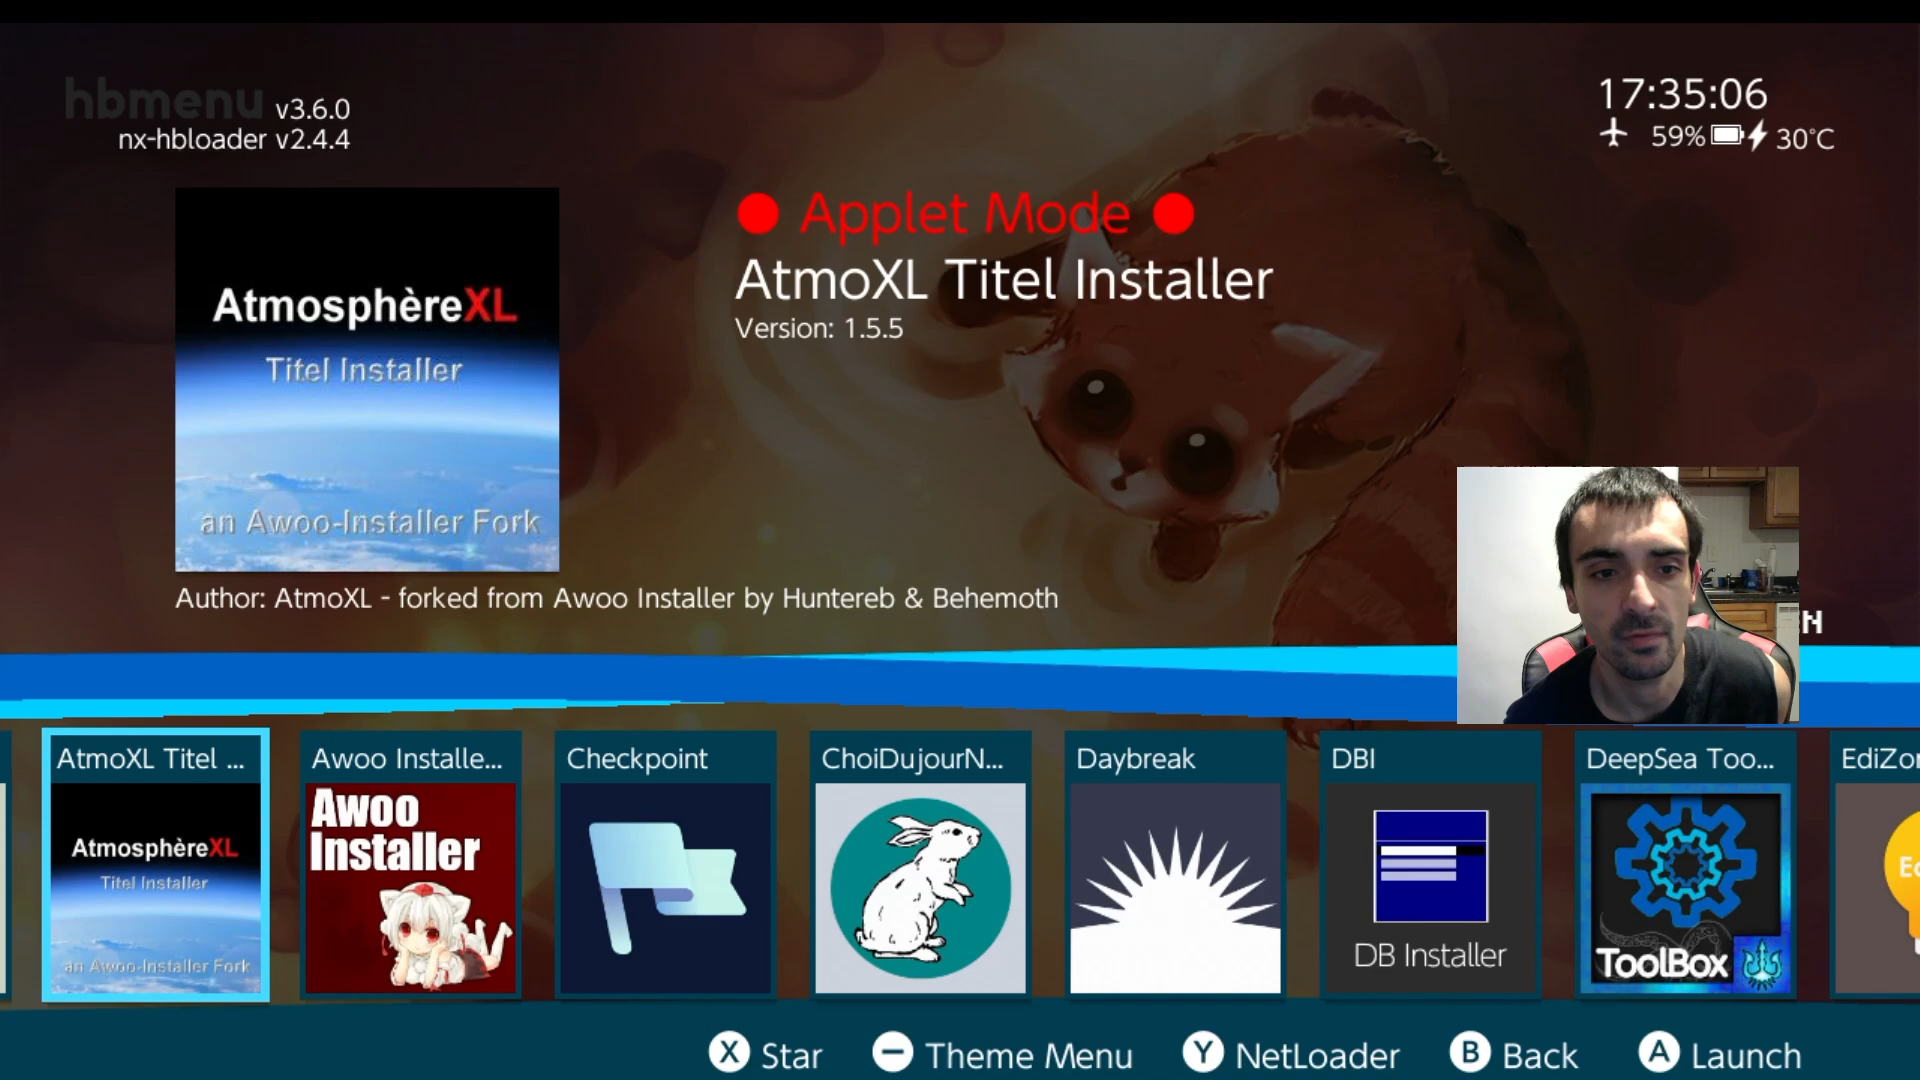 hbmenu v3.6.0
nx-hbloader v2.4.4
17:35:06
59% 30°C
AtmosphèreXL
Titel Installer
an Awoo-Installer Fork
Applet Mode
AtmoXL Titel Installer
Version: 1.5.5
Author: AtmoXL - forked from Awoo Installer by Huntereb & Behemoth
AtmoXL Titel ...
AtmosphèreXL
Titel Installer
an Awoo-Installer Fork
Awoo Installe...
Awoo
Installer
Checkpoint
ChoiDujourN...
Daybreak
DBI
DB Installer
DeepSea Too...
ToolBox
X Star
Theme Menu
Y NetLoader
B Back
A Launch